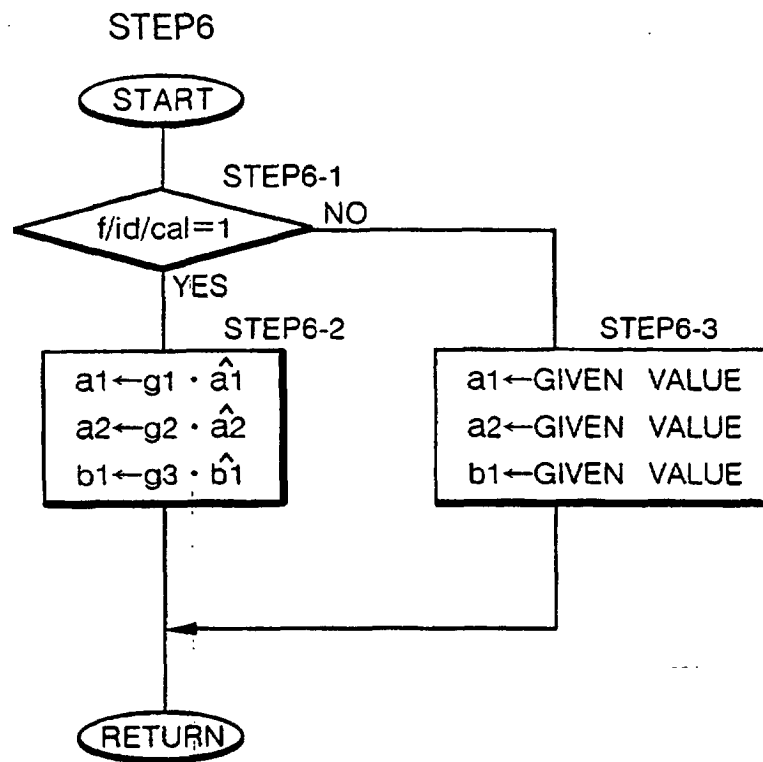 STEP6
START
STEP6-1
f/id/cal=1
NO
YES
STEP6-2
a1←g1・â1
a2←g2・â2
b1←g3・b̂1
STEP6-3
a1←GIVEN VALUE
a2←GIVEN VALUE
b1←GIVEN VALUE
RETURN